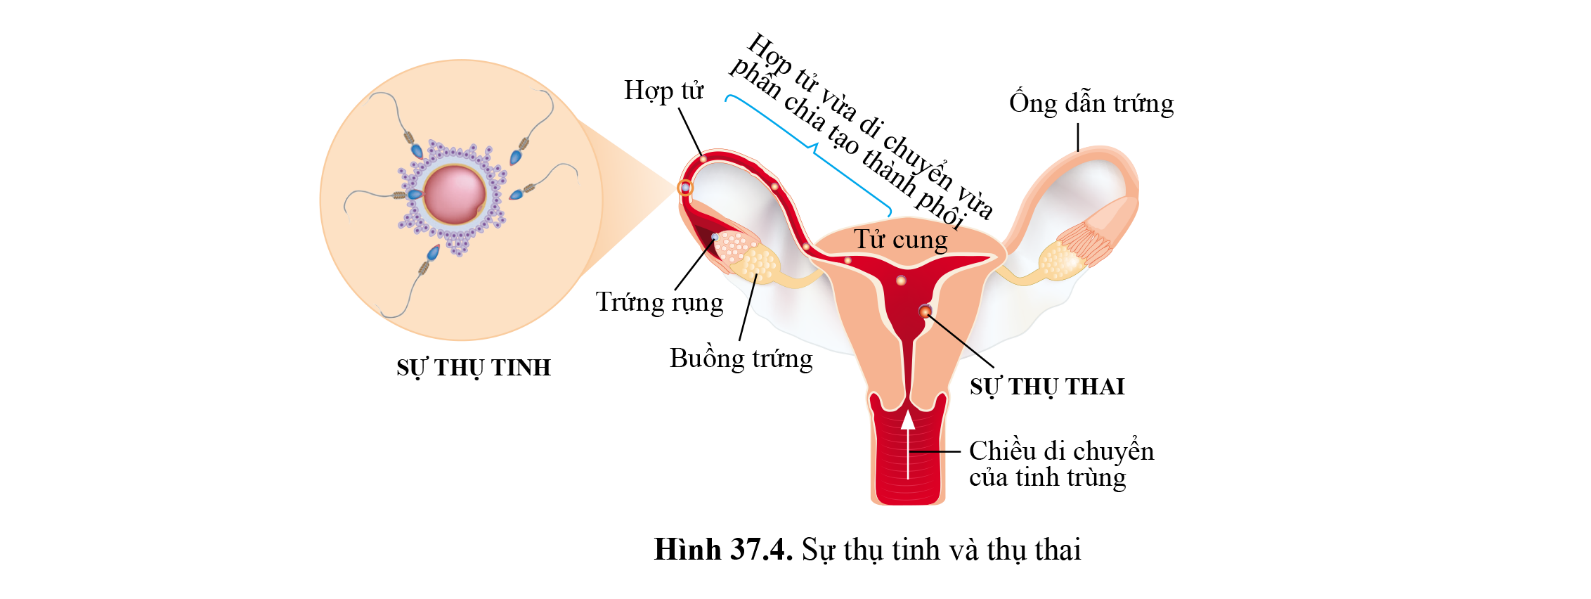 Hợp tử vừa di chuyển vừa
phân chia tạo thành phôi
Hợp tử
Ống dẫn trứng
Tử cung
Trứng rụng
Buồng trứng
SỰ THỤ TINH
SỰ THỤ THAI
Chiều di chuyển
của tinh trùng
Hình 37.4. Sự thụ tinh và thụ thai